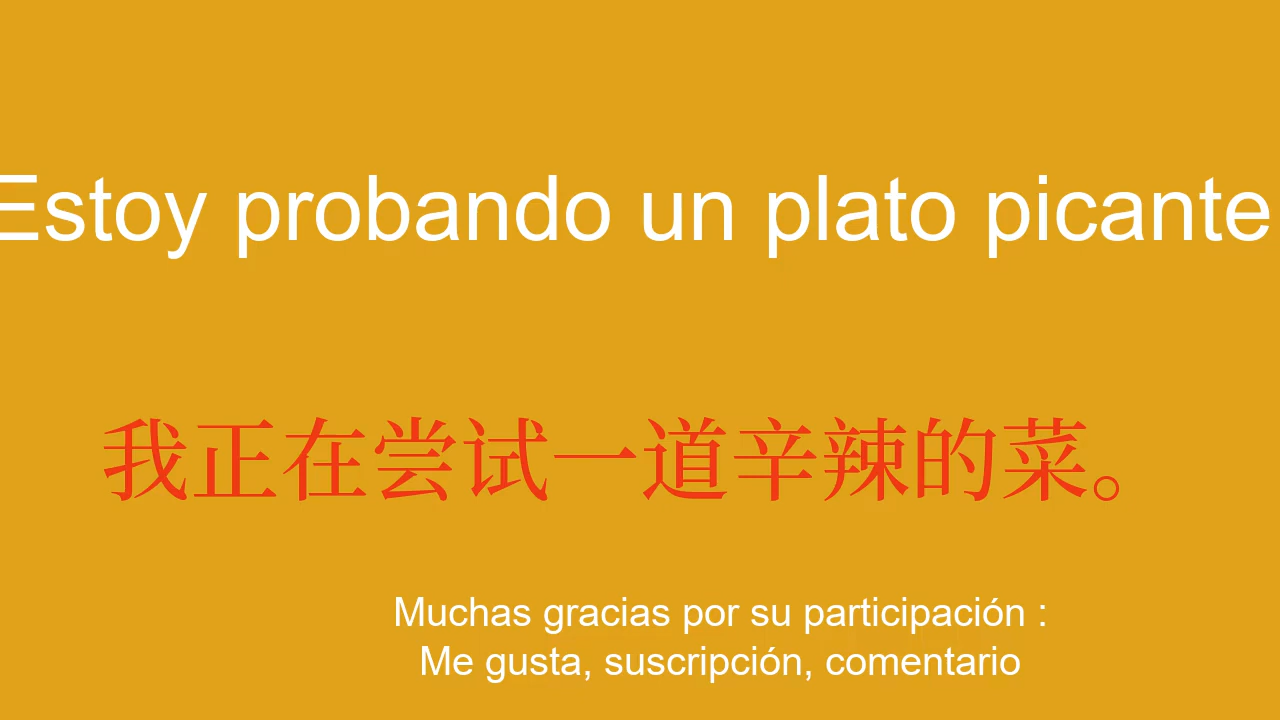 Estoy probando un plato picante
我正在尝试一道辛辣的菜。
Muchas gracias por su participación :
Me gusta, suscripción, comentario